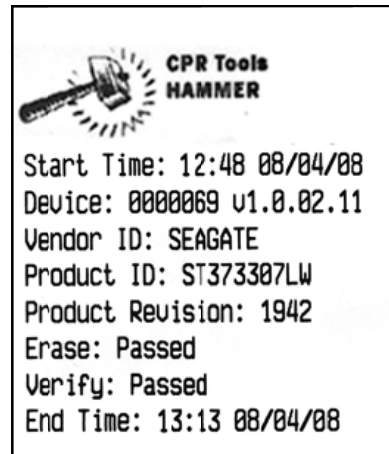 CPR Tools
HAMMER
Start Time: 12:48 08/04/08
Device: 0000069 v1.0.02.11
Vendor ID: SEAGATE
Product ID: ST373307LW
Product Revision: 1942
Erase: Passed
Verify: Passed
End Time: 13:13 08/04/08